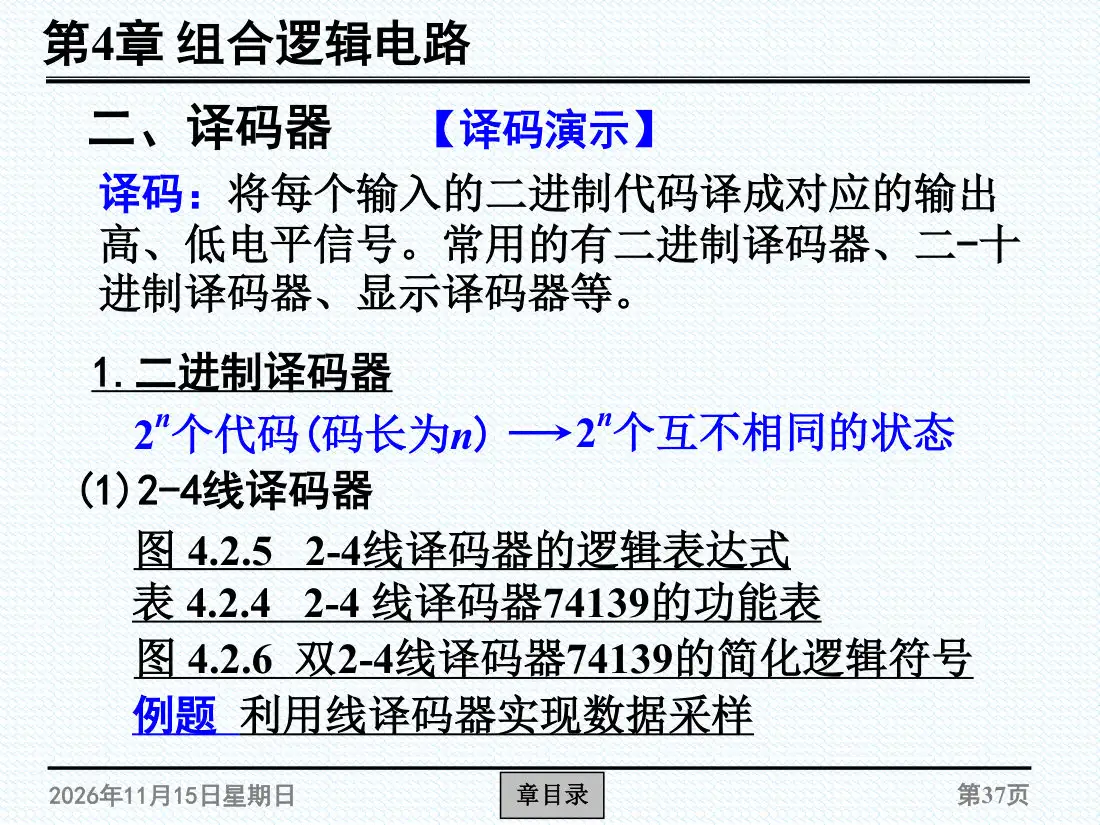 第4章 组合逻辑电路
二、译码器 【译码演示】
译码：将每个输入的二进制代码译成对应的输出
高、低电平信号。常用的有二进制译码器、二-十
进制译码器、显示译码器等。
1.二进制译码器
2ⁿ个代码(码长为n) →2ⁿ个互不相同的状态
(1)2-4线译码器
图 4.2.5 2-4线译码器的逻辑表达式
表 4.2.4 2-4 线译码器74139的功能表
图 4.2.6 双2-4线译码器74139的简化逻辑符号
例题 利用线译码器实现数据采样
2026年11月15日星期日 章目录 第37页